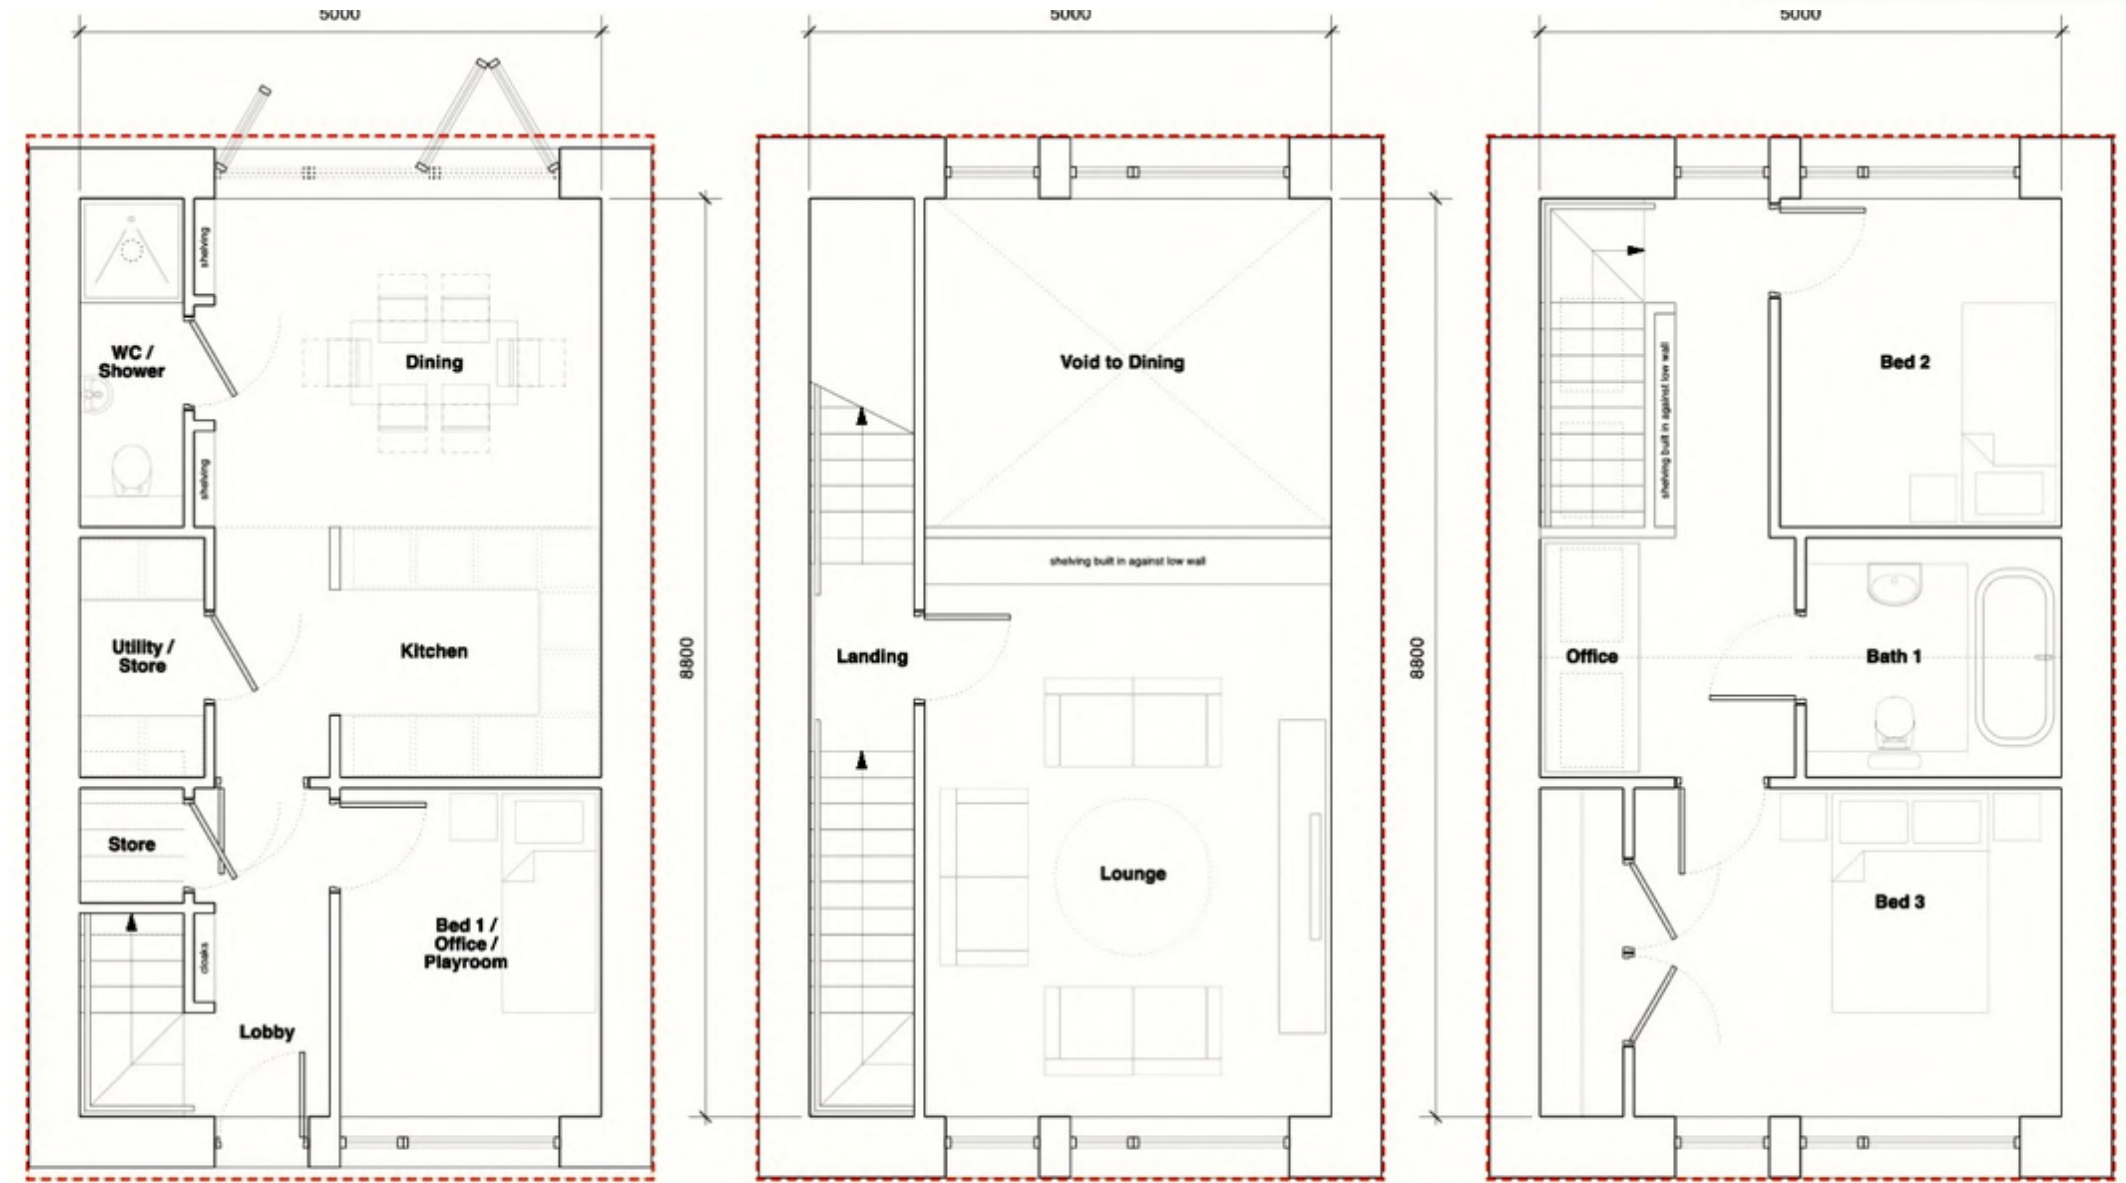 5000
5000
5000
shelving
WC /
Shower
Dining
shelving
Utility /
Store
Kitchen
Store
cloaks
Bed 1 /
Office /
Playroom
Lobby
8800
Void to Dining
shelving built in against low wall
Landing
Lounge
8800
shelving built in against low wall
Bed 2
Office
Bath 1
Bed 3